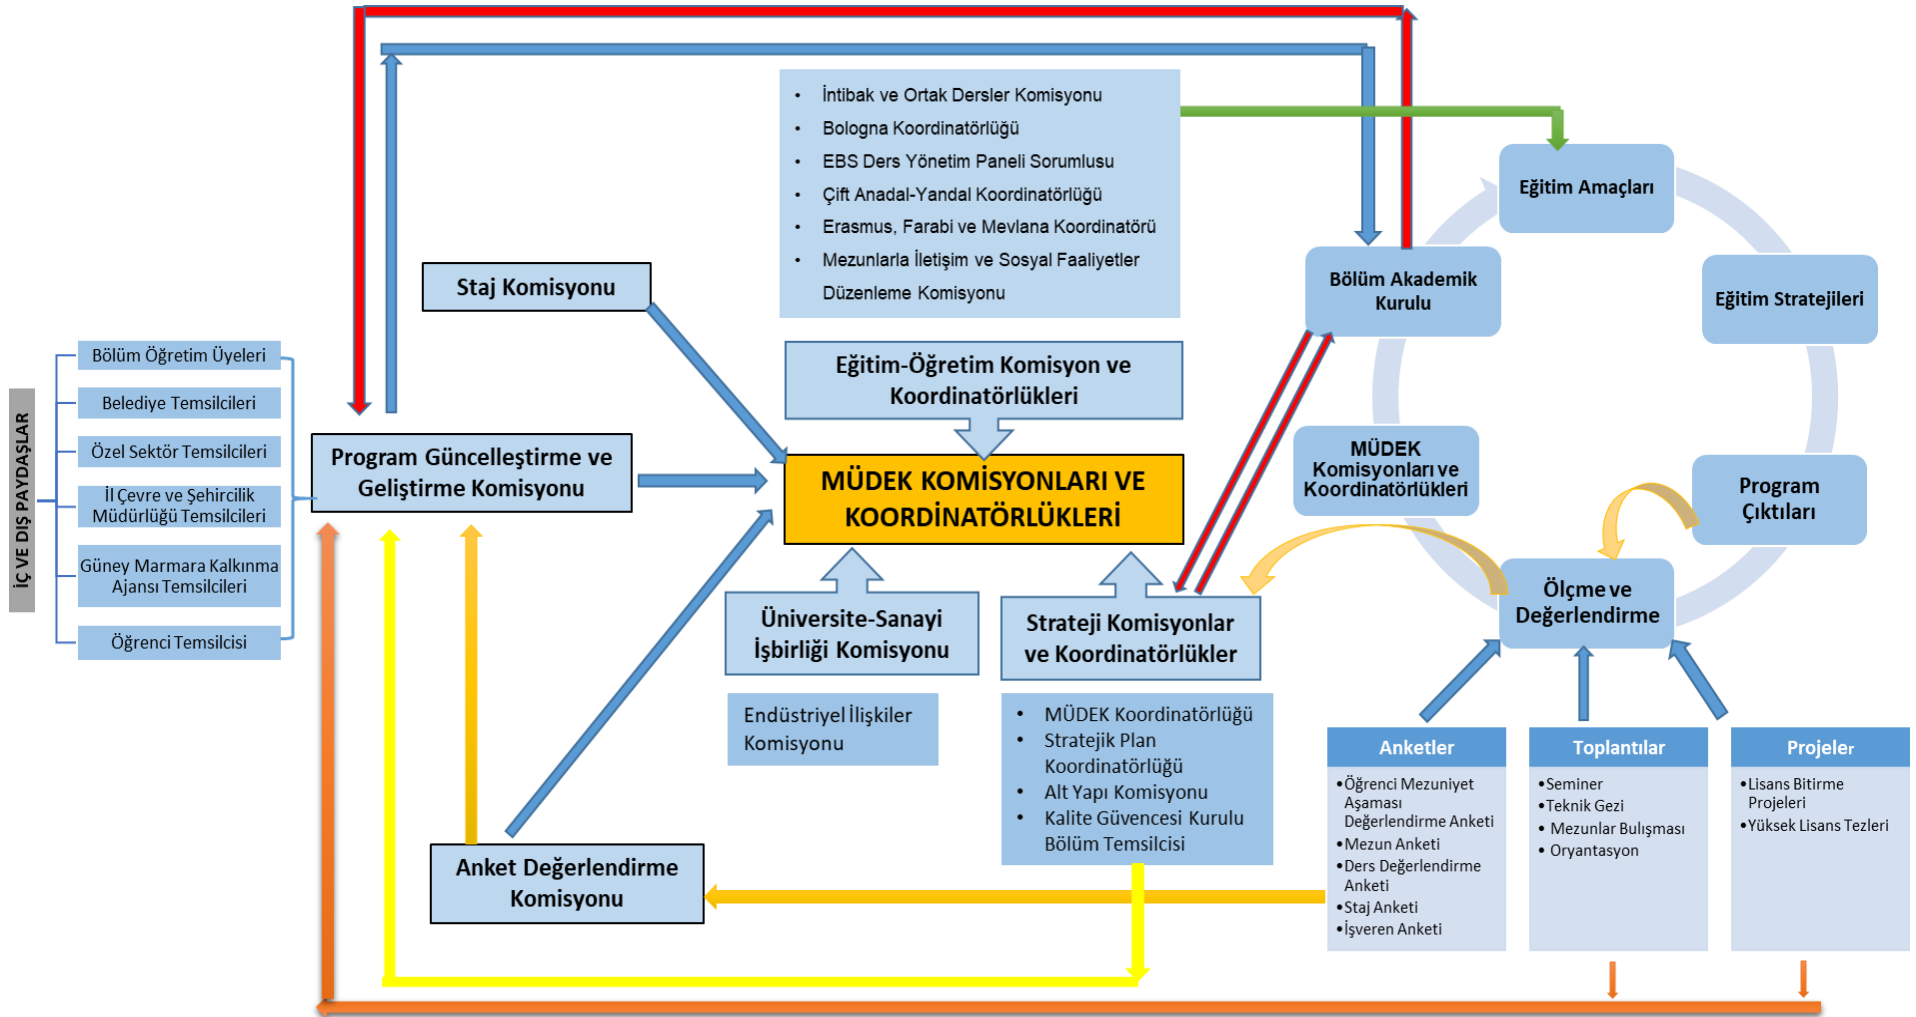 İÇ VE DIŞ PAYDAŞLAR
Bölüm Öğretim Üyeleri
Belediye Temsilcileri
Özel Sektör Temsilcileri
İl Çevre ve Şehircilik
Müdürlüğü Temsilcileri
Güney Marmara Kalkınma
Ajansı Temsilcileri
Öğrenci Temsilcisi
Staj Komisyonu
Program Güncelleştirme ve
Geliştirme Komisyonu
Anket Değerlendirme
Komisyonu
• İntibak ve Ortak Dersler Komisyonu
• Bologna Koordinatörlüğü
• EBS Ders Yönetim Paneli Sorumlusu
• Çift Anadal-Yandal Koordinatörlüğü
• Erasmus, Farabi ve Mevlana Koordinatörü
• Mezunlarla İletişim ve Sosyal Faaliyetler
Düzenleme Komisyonu
Eğitim-Öğretim Komisyon ve
Koordinatörlükleri
MÜDEK KOMİSYONLARI VE
KOORDİNATÖRLÜKLERİ
Üniversite-Sanayi
İşbirliği Komisyonu
Endüstriyel İlişkiler
Komisyonu
Strateji Komisyonlar
ve Koordinatörlükler
• MÜDEK Koordinatörlüğü
• Stratejik Plan
Koordinatörlüğü
• Alt Yapı Komisyonu
• Kalite Güvencesi Kurulu
Bölüm Temsilcisi
Eğitim Amaçları
Eğitim Stratejileri
Program
Çıktıları
Ölçme ve
Değerlendirme
MÜDEK
Komisyonları ve
Koordinatörlükleri
Bölüm Akademik
Kurulu
Anketler
•Öğrenci Mezuniyet
Aşaması
Değerlendirme Anketi
•Mezun Anketi
•Ders Değerlendirme
Anketi
•Staj Anketi
•İşveren Anketi
Toplantılar
•Seminer
•Teknik Gezi
• Mezunlar Bulışması
• Oryantasyon
Projeler
•Lisans Bitirme
Projeleri
•Yüksek Lisans Tezleri